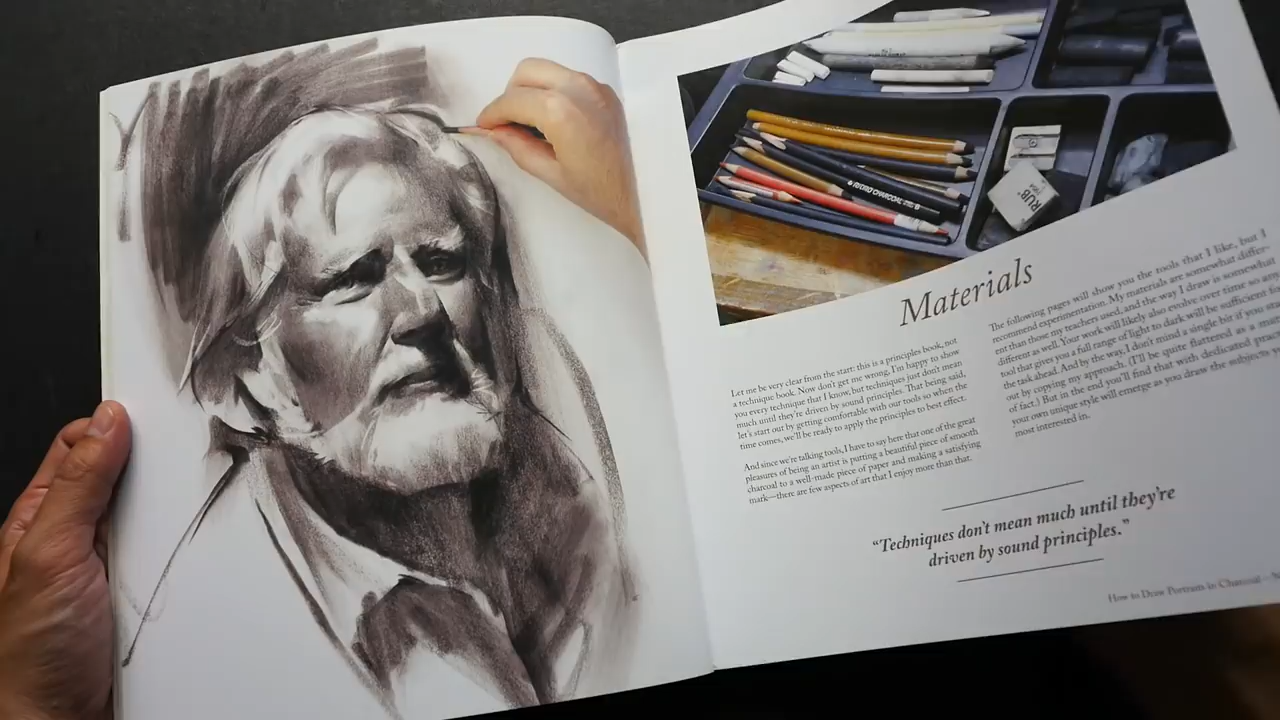 RETRO CHARCOAL
RUB
Materials
Let me be very clear from the start: this is a principles book, not
a technique book. Now don't get me wrong, I'm happy to show
you every technique that I know, but techniques just don't mean
much until they're driven by sound principles. That being said,
let's start out by getting comfortable with our tools so when the
time comes, we'll be ready to apply the principles to best effect.
And since we're talking tools, I have to say here that one of the great
pleasures of being an artist is putting a beautiful piece of smooth
charcoal to a well-made piece of paper and making a satisfying
mark—there are few aspects of art that I enjoy more than that.
The following pages will show you the tools that I like, but I
recommend experimentation. My materials are somewhat differ-
ent than those my teachers used, and the way I draw is somewhat
different as well. Your work will likely also evolve over time so any
tool that gives you a full range of light to dark will be sufficient for
the task ahead. And by the way, I don't mind a single bit if you start
out by copying my approach. (I'll be quite flattered as a matter
of fact.) But in the end you'll find that with dedicated practice
your own unique style will emerge as you draw the subjects
most interested in.
“Techniques don't mean much until they're
driven by sound principles.”
How to Draw Portraits in Charcoal